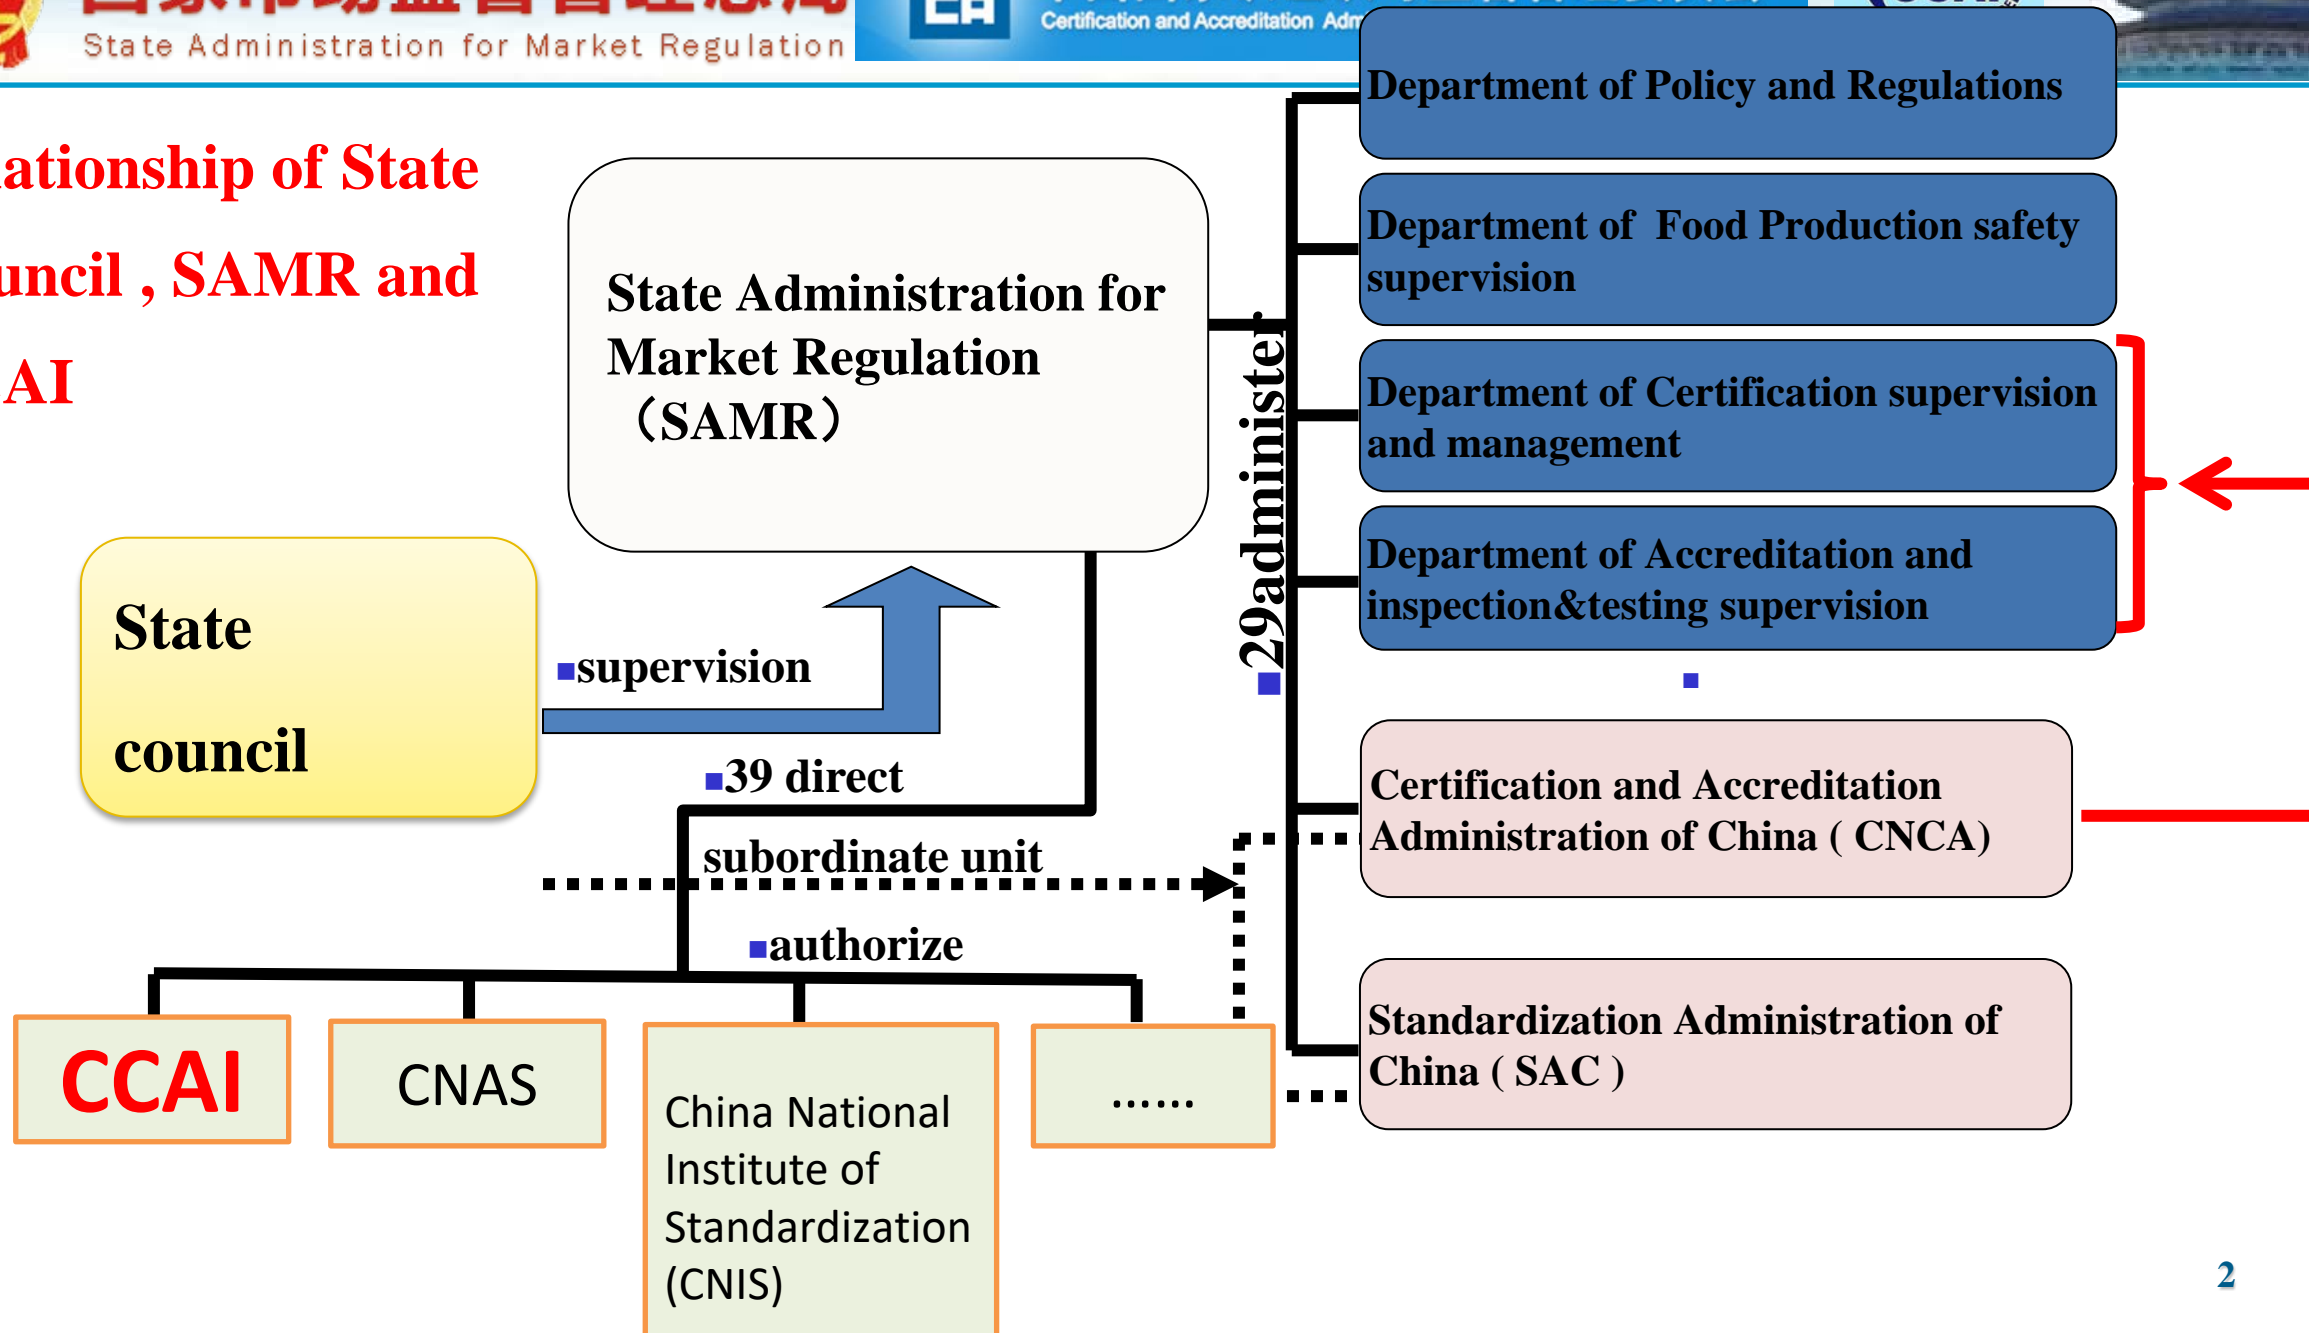 State Administration for Market Regulation
Certification and Accreditation
ationship of State
uncil , SAMR and
AI
State Administration for
Market Regulation
（SAMR）
State
council
■supervision
■39 direct
subordinate unit
■authorize
■29administer
Department of Policy and Regulations
Department of Food Production safety
supervision
Department of Certification supervision
and management
Department of Accreditation and
inspection&testing supervision
■
Certification and Accreditation
Administration of China ( CNCA)
Standardization Administration of
China ( SAC )
CCAI
CNAS
China National
Institute of
Standardization
(CNIS)
......
2